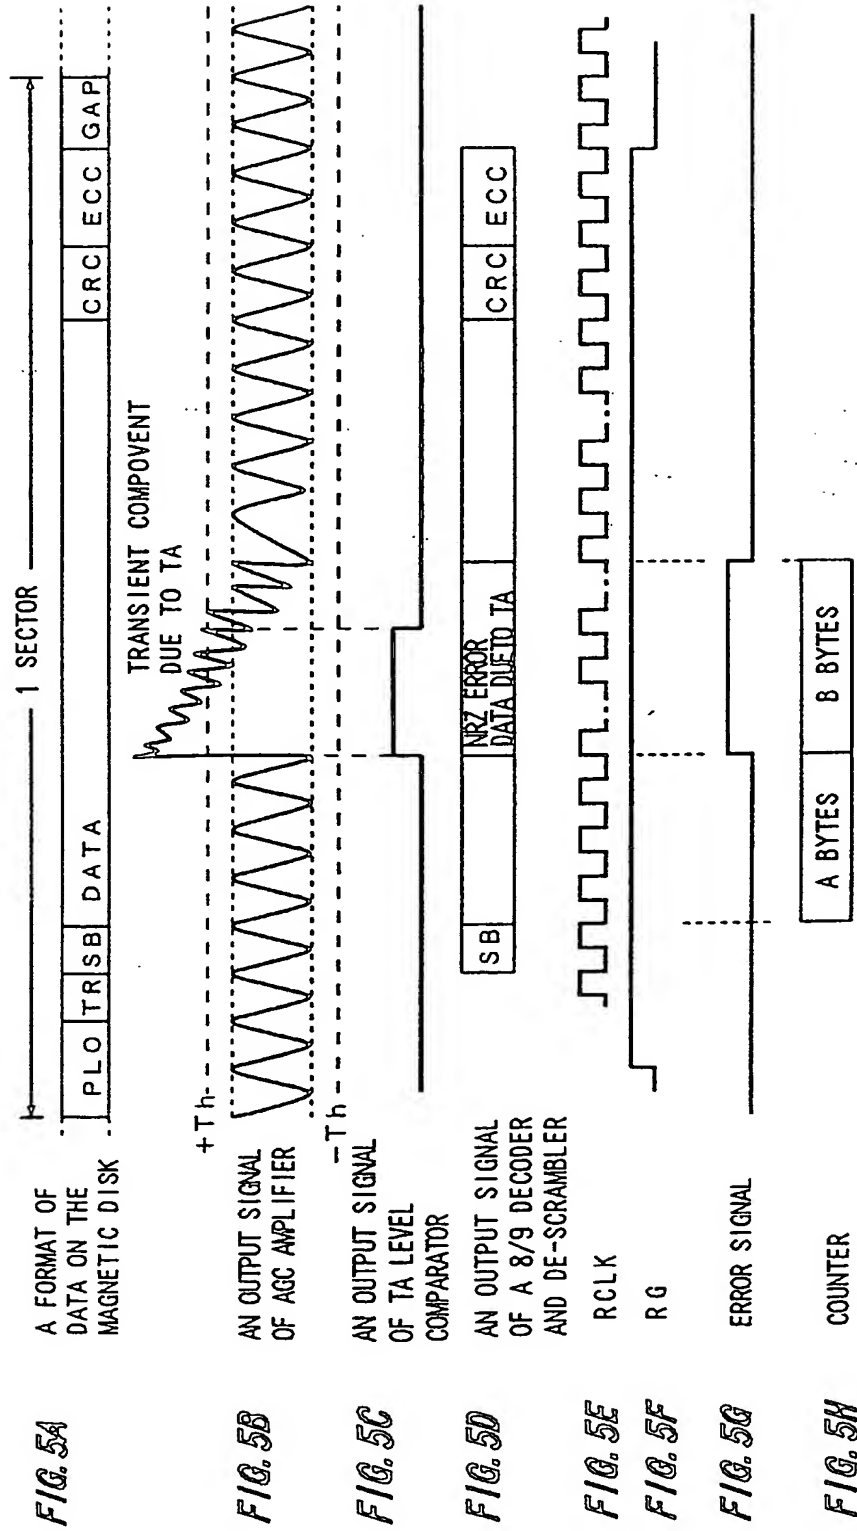 FIG. 5A
A FORMAT OF
DATA ON THE
MAGNETIC DISK
1 SECTOR
PLO TR SB DATA CRC ECC GAP
FIG. 5B
AN OUTPUT SIGNAL
OF AGC AMPLIFIER
+Th
-Th
TRANSIENT COMPOVENT
DUE TO TA
FIG. 5C
AN OUTPUT SIGNAL
OF TA LEVEL
COMPARATOR
FIG. 5D
AN OUTPUT SIGNAL
OF A 8/9 DECODER
AND DE-SCRAMBLER
SB
NRZ ERROR
DATA DUETO TA
CRC ECC
FIG. 5E
RCLK
FIG. 5F
RG
FIG. 5G
ERROR SIGNAL
FIG. 5H
COUNTER
A BYTES B BYTES